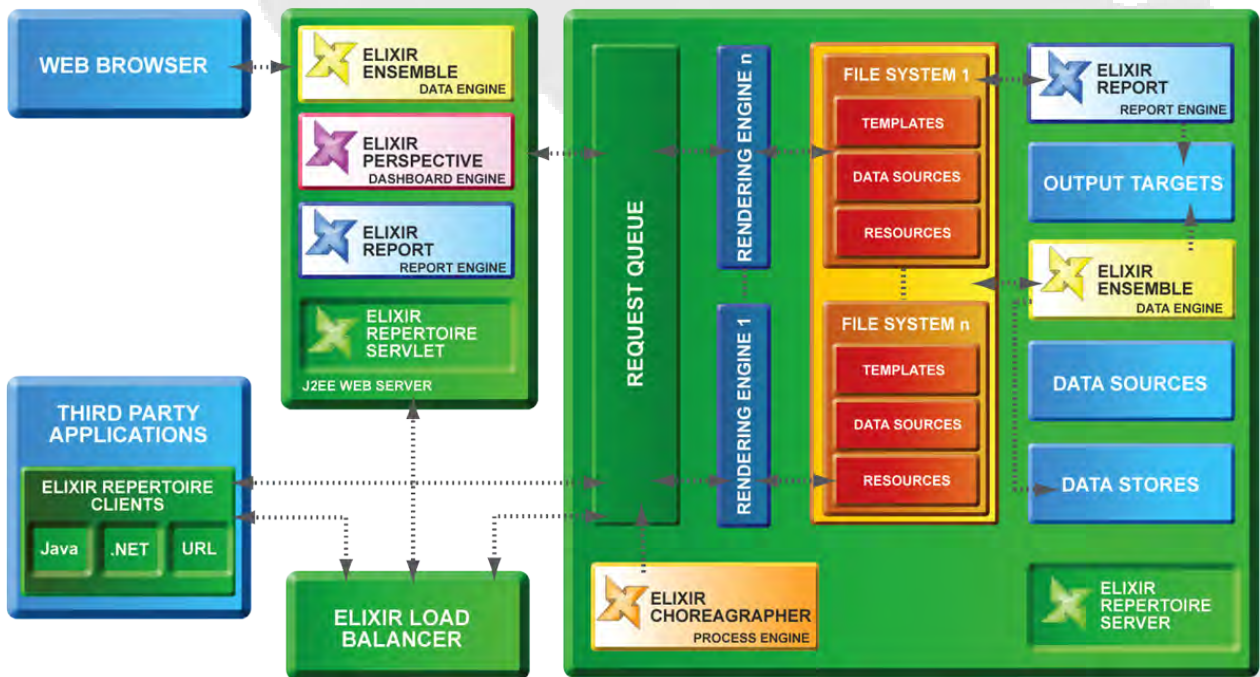 WEB BROWSER
ELIXIR
ENSEMBLE
DATA ENGINE
ELIXIR
PERSPECTIVE
DASHBOARD ENGINE
ELIXIR
REPORT
REPORT ENGINE
ELIXIR
REPERTOIRE
SERVLET
J2EE WEB SERVER
THIRD PARTY
APPLICATIONS
ELIXIR REPERTOIRE
CLIENTS
Java
.NET
URL
ELIXIR LOAD
BALANCER
REQUEST QUEUE
RENDERING ENGINE n
RENDERING ENGINE 1
FILE SYSTEM 1
TEMPLATES
DATA SOURCES
RESOURCES
FILE SYSTEM n
TEMPLATES
DATA SOURCES
RESOURCES
ELIXIR
REPORT
REPORT ENGINE
OUTPUT TARGETS
ELIXIR
ENSEMBLE
DATA ENGINE
DATA SOURCES
DATA STORES
ELIXIR
CHOREAGRAPHER
PROCESS ENGINE
ELIXIR
REPERTOIRE
SERVER